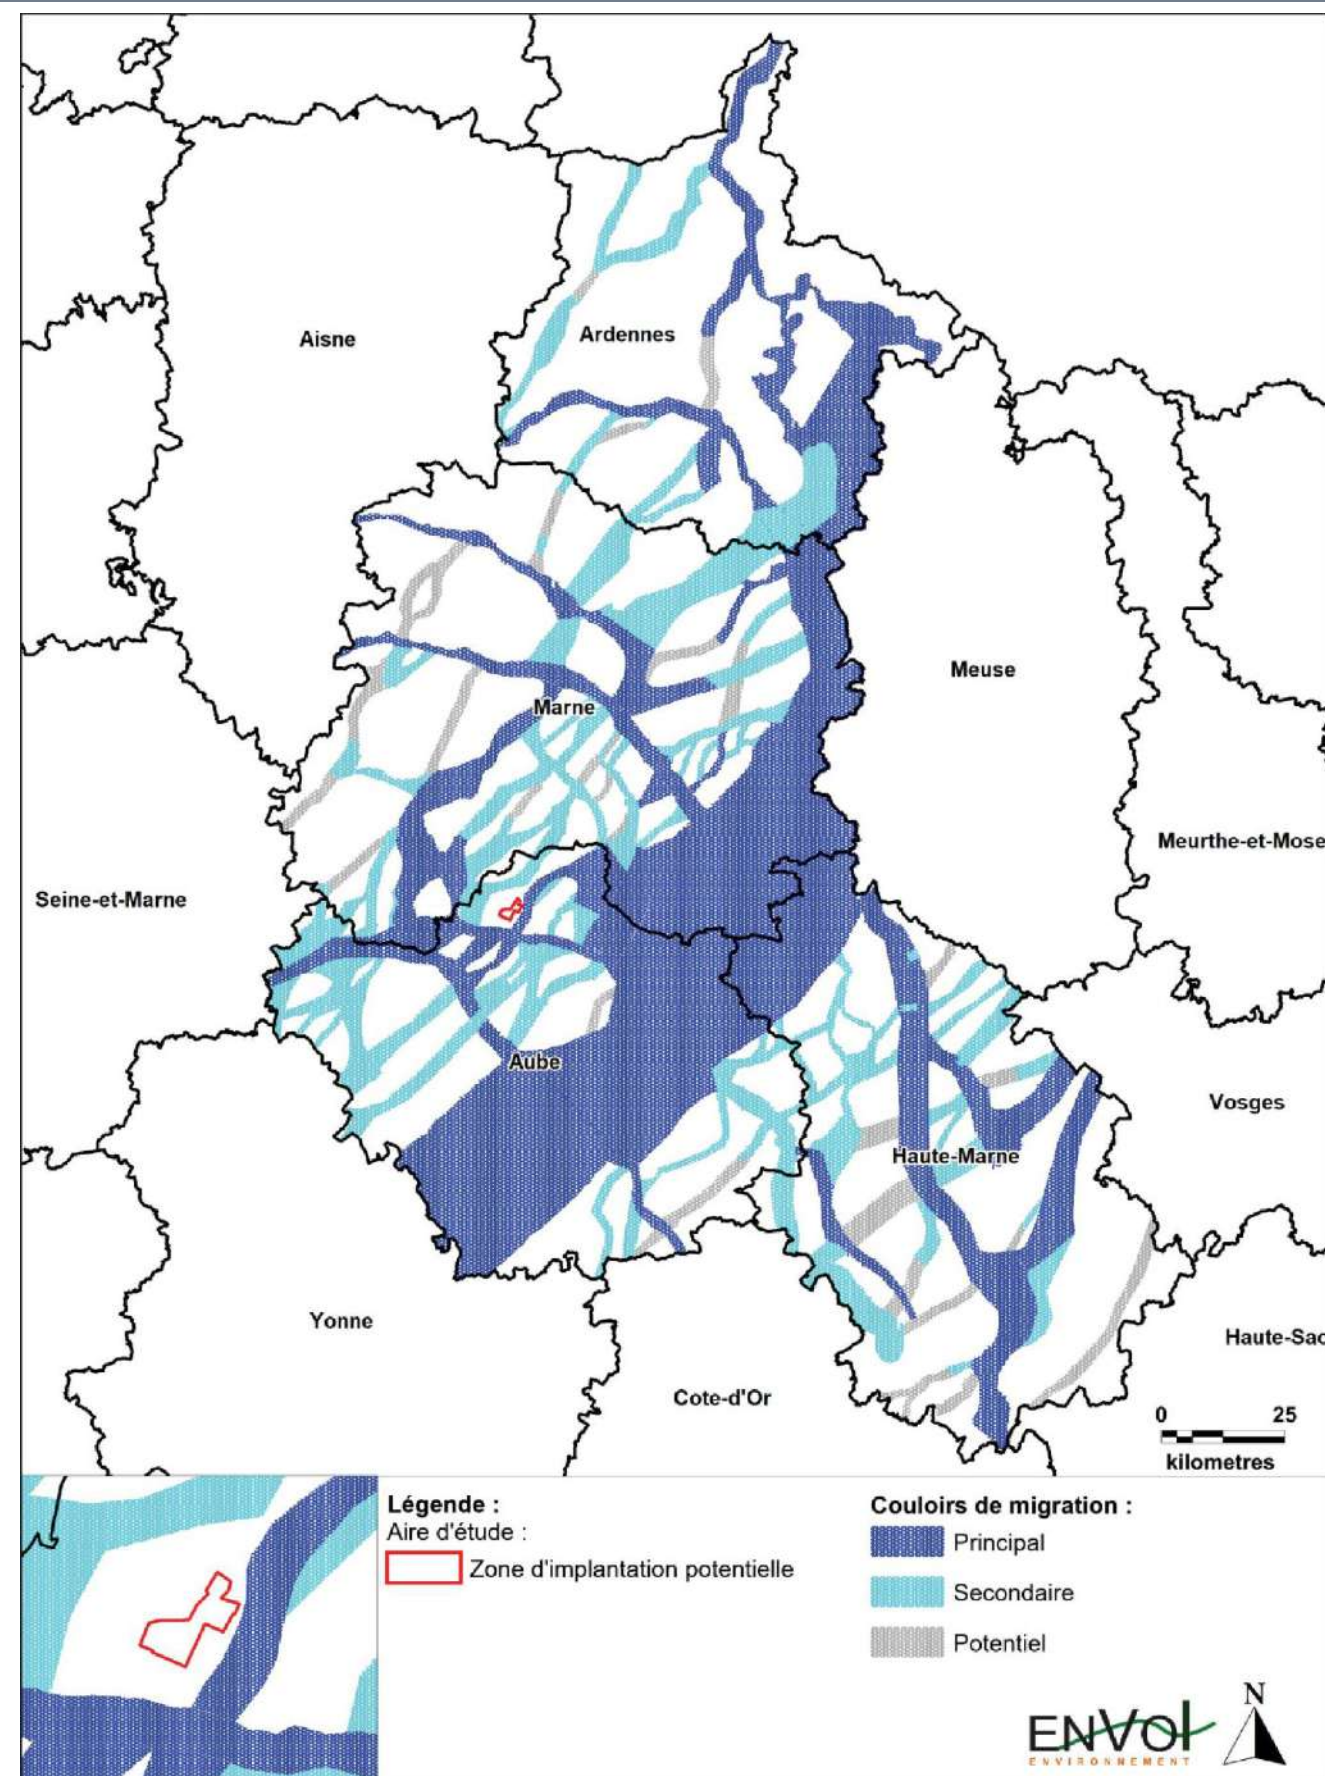 Aisne
Ardennes
Meuse
Marne
Meurthe-et-Mose
Seine-et-Marne
Aube
Vosges
Haute-Marne
Yonne
Haute-Sao
Cote-d'Or
0 25
kilometres
Légende :
Aire d'étude :
Zone d'implantation potentielle
Couloirs de migration :
Principal
Secondaire
Potentiel
N
ENVOl
ENVIRONNEMENT